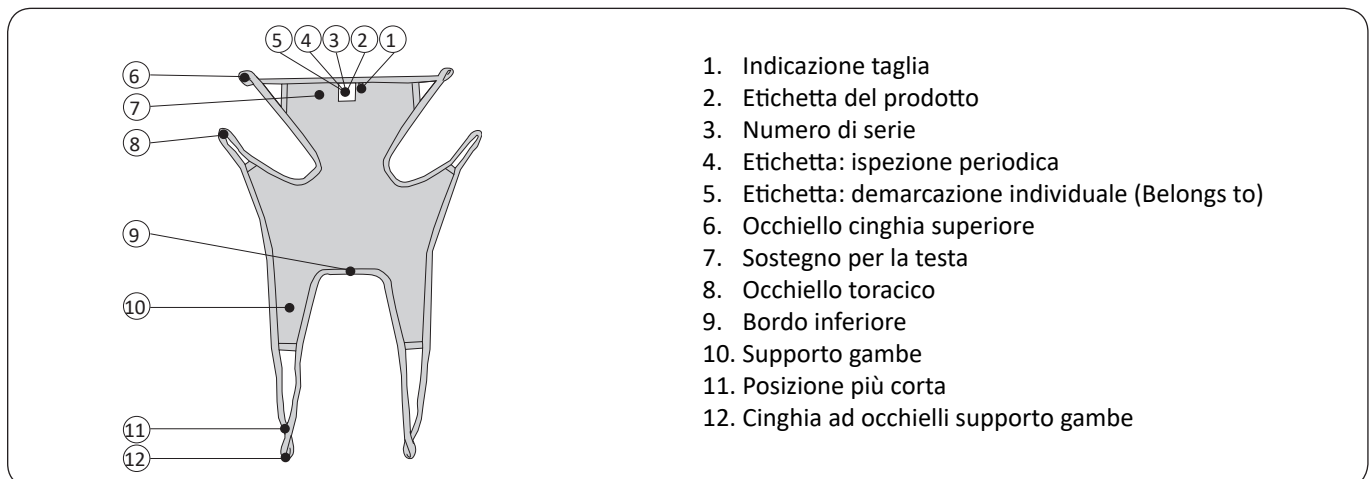 5 4 3 2 1
6
7
8
9
10
11
12
1. Indicazione taglia
2. Etichetta del prodotto
3. Numero di serie
4. Etichetta: ispezione periodica
5. Etichetta: demarcazione individuale (Belongs to)
6. Occhiello cinghia superiore
7. Sostegno per la testa
8. Occhiello toracico
9. Bordo inferiore
10. Supporto gambe
11. Posizione più corta
12. Cinghia ad occhielli supporto gambe